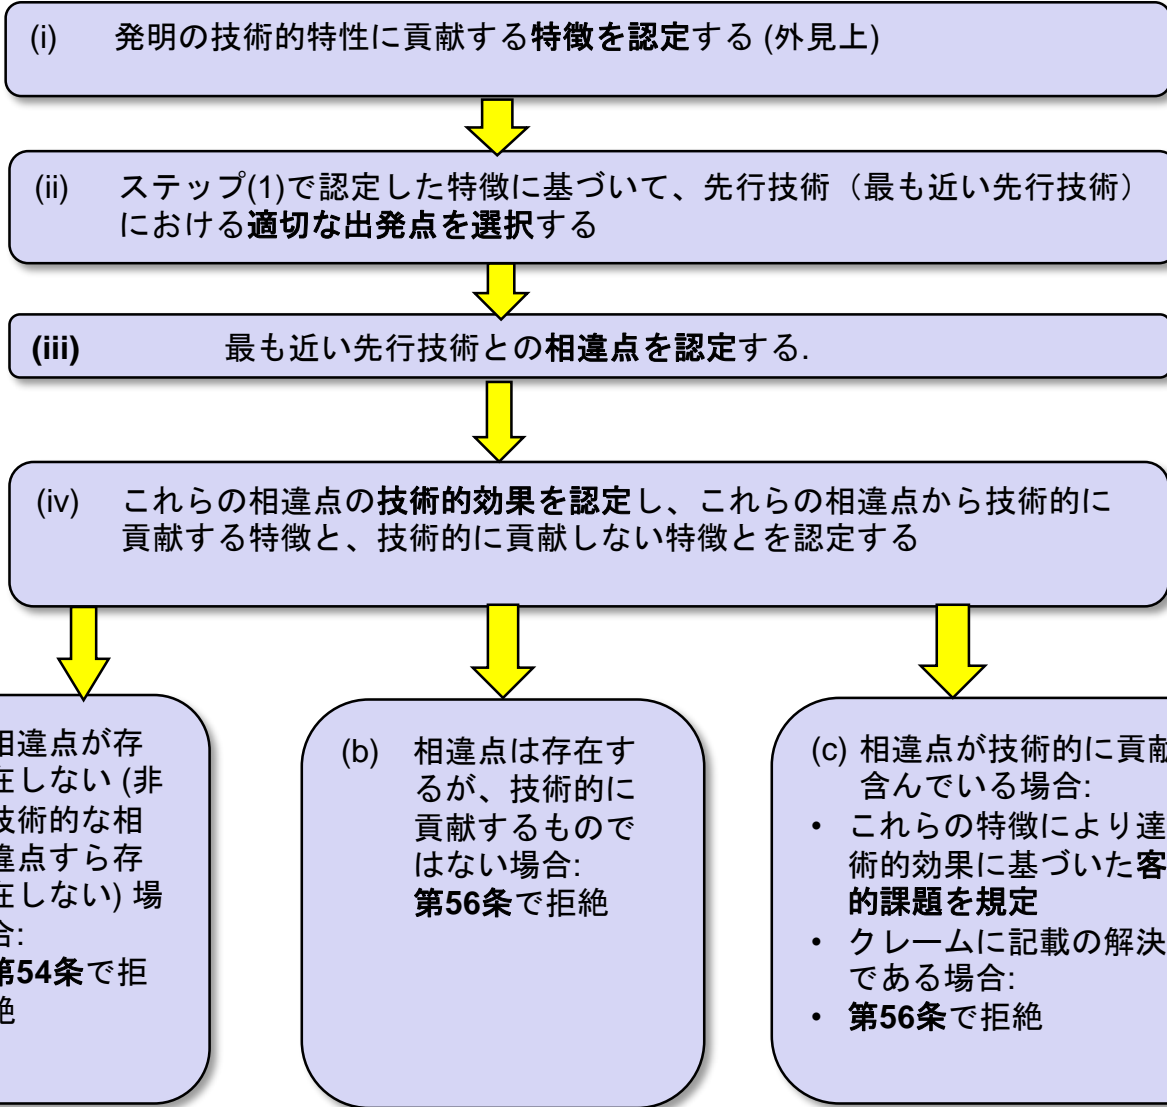 (i) 発明の技術的特性に貢献する特徴を認定する (外見上)
(ii) ステップ(1)で認定した特徴に基づいて、先行技術（最も近い先行技術）
における適切な出発点を選択する
(iii) 最も近い先行技術との相違点を認定する.
(iv) これらの相違点の技術的効果を認定し、これらの相違点から技術的に
貢献する特徴と、技術的に貢献しない特徴とを認定する
相違点が存
在しない (非
技術的な相
違点すら存
在しない) 場
合:
第54条で拒
絶
(b) 相違点は存在す
るが、技術的に
貢献するもので
はない場合:
第56条で拒絶
(c) 相違点が技術的に貢献
含んでいる場合:
• これらの特徴により達
術的効果に基づいた客
的課題を規定
• クレームに記載の解決
である場合:
• 第56条で拒絶